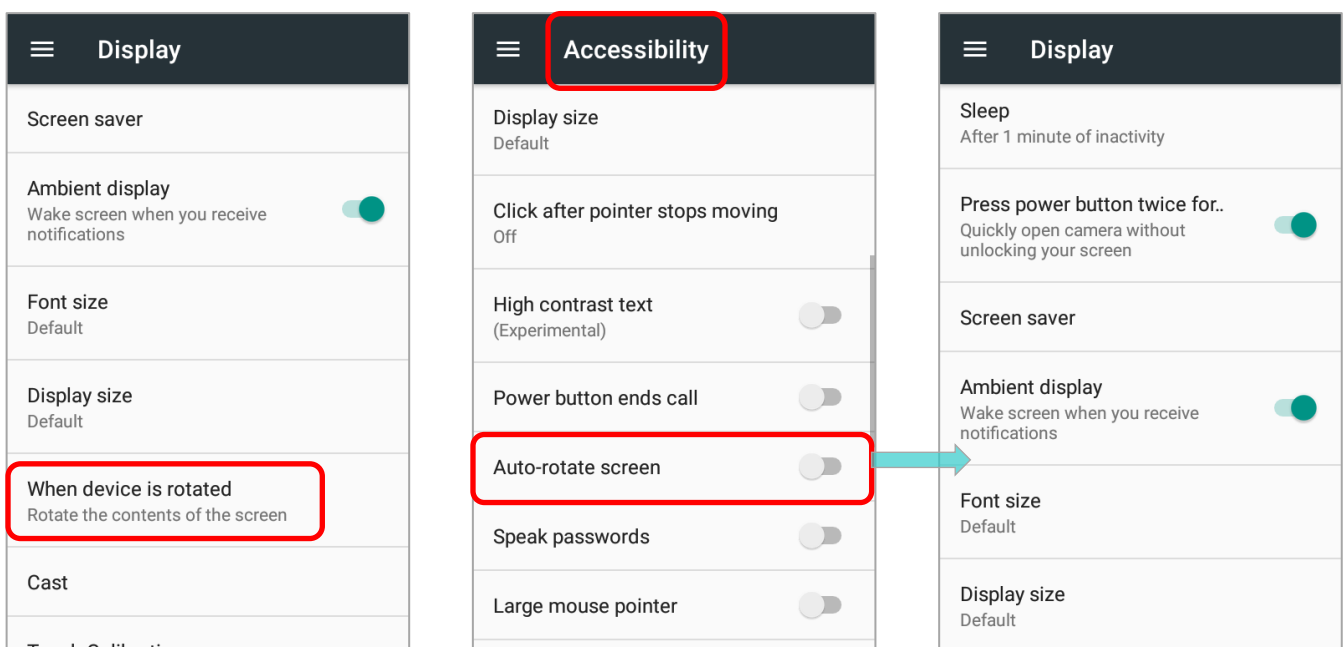 Display
Screen saver
Ambient display
Wake screen when you receive
notifications
Font size
Default
Display size
Default
When device is rotated
Rotate the contents of the screen
Cast
Accessibility
Display size
Default
Click after pointer stops moving
Off
High contrast text
(Experimental)
Power button ends call
Auto-rotate screen
Speak passwords
Large mouse pointer
Display
Sleep
After 1 minute of inactivity
Press power button twice for..
Quickly open camera without
unlocking your screen
Screen saver
Ambient display
Wake screen when you receive
notifications
Font size
Default
Display size
Default